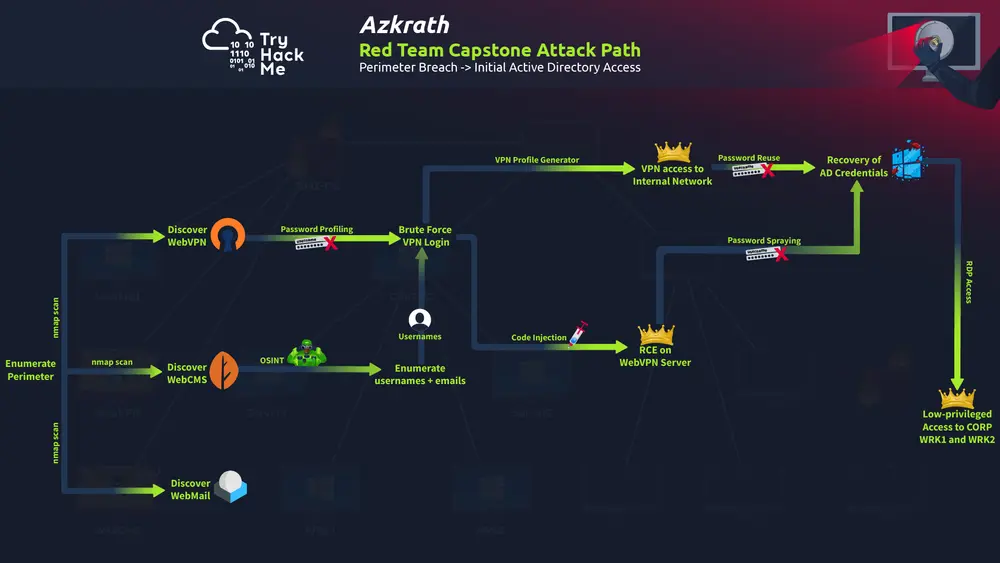 Try
Hack
Me
10 10
1110
0101 01
01 010
Azkrath
Red Team Capstone Attack Path
Perimeter Breach -> Initial Active Directory Access
VPN Profile Generator
VPN access to
Internal Network
Password Reuse
Recovery of
AD Credentials
Discover
WebVPN
Password Profiling
Brute Force
VPN Login
Password Spraying
RDP Access
nmap scan
Usernames
Code Injection
RCE on
WebVPN Server
Enumerate
Perimeter
nmap scan
Discover
WebCMS
OSINT
Enumerate
usernames + emails
Low-privileged
Access to CORP
WRK1 and WRK2
nmap scan
Discover
WebMail